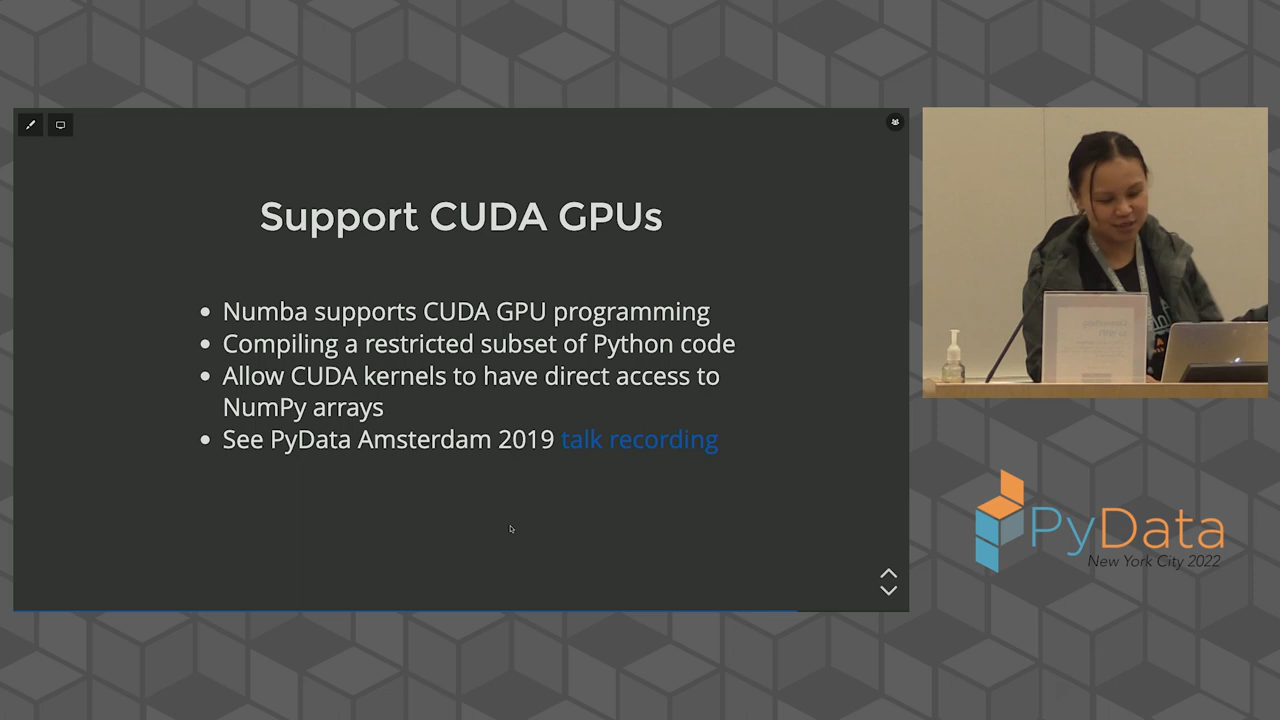 Support CUDA GPUs
Numba supports CUDA GPU programming
Compiling a restricted subset of Python code
Allow CUDA kernels to have direct access to
NumPy arrays
See PyData Amsterdam 2019 talk recording
PyData
New York City 2022